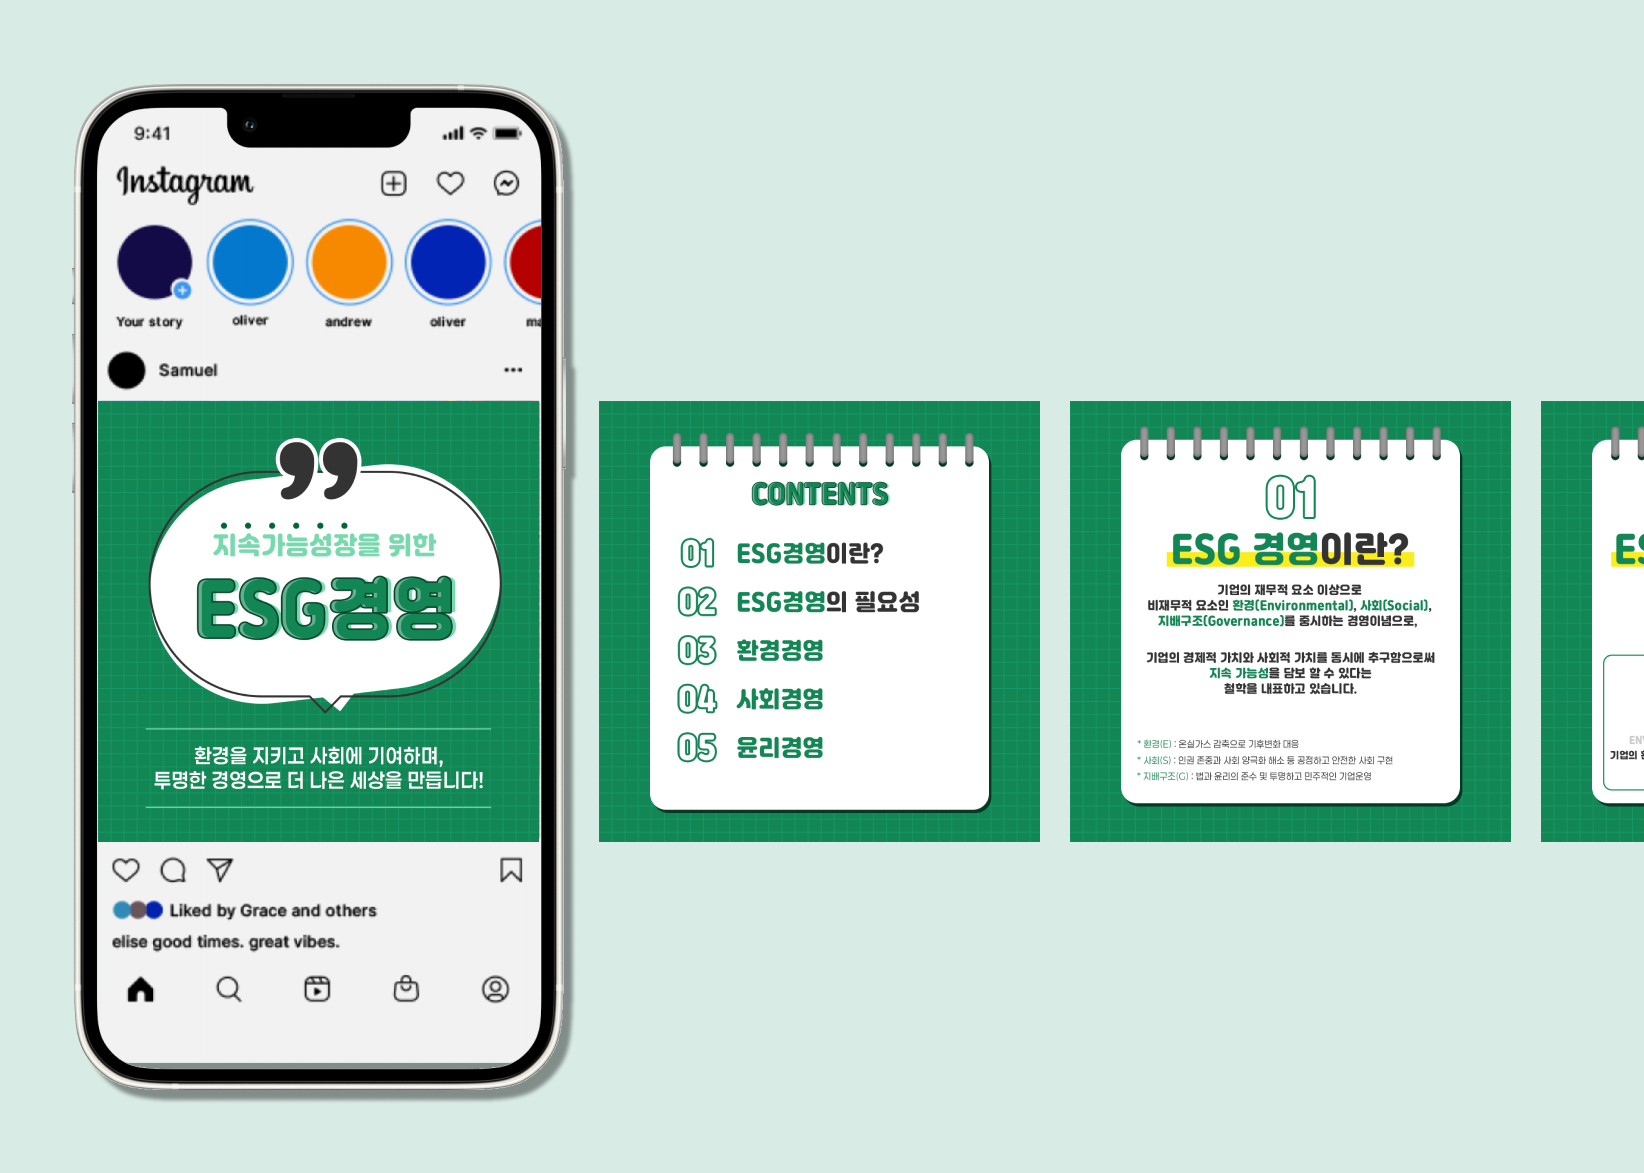 9:41
Instagram
Your story
oliver
andrew
oliver
Samuel
지속가능성장을 위한
ESG경영
환경을 지키고 사회에 기여하며,
투명한 경영으로 더 나은 세상을 만듭니다!
Liked by Grace and others
elise good times. great vibes.
CONTENTS
01 ESG경영이란?
02 ESG경영의 필요성
03 환경경영
04 사회경영
05 윤리경영
01
ESG 경영이란?
기업의 재무적 요소 이상으로
비재무적 요소인 환경(Environmental), 사회(Social),
지배구조(Governance)를 중시하는 경영이념으로,
기업의 경제적 가치와 사회적 가치를 동시에 추구함으로써
지속 가능성을 담보 할 수 있다는
철학을 내포하고 있습니다.
* 환경(E) : 온실가스 감축으로 기후변화 대응
* 사회(S) : 인권 존중과 사회 양극화 해소 등 공정하고 안전한 사회 구현
* 지배구조(G) : 법과 윤리의 준수 및 투명하고 민주적인 기업운영
기업의